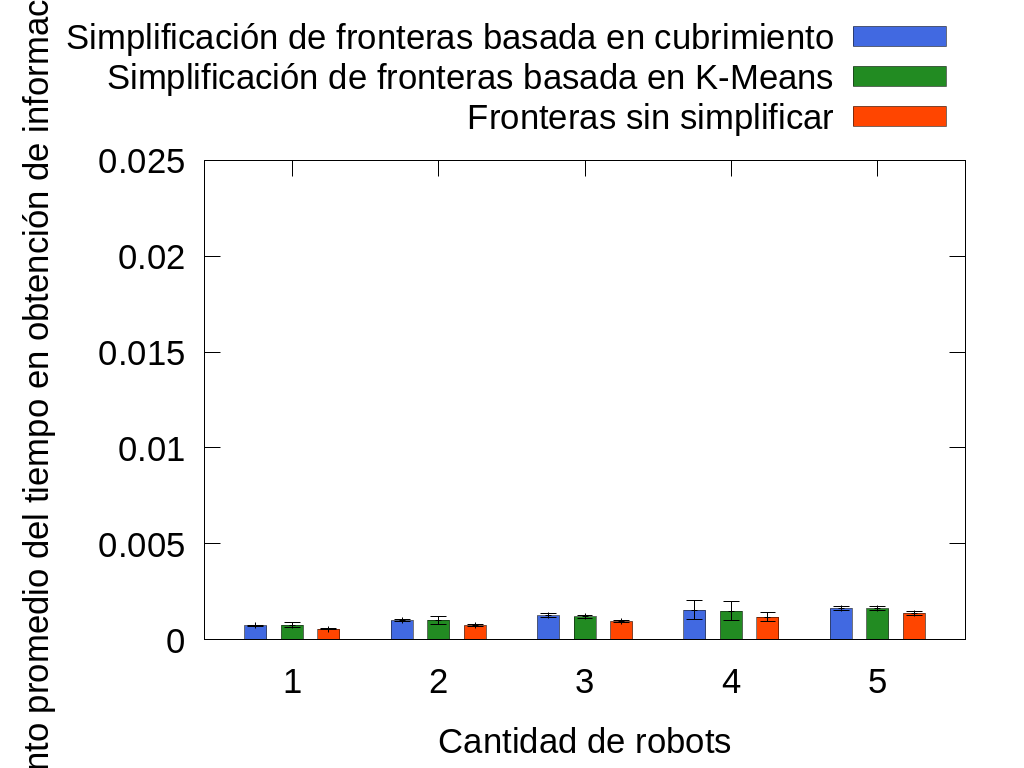 Simplificación de fronteras basada en cubrimiento
Simplificación de fronteras basada en K-Means
Fronteras sin simplificar
nto promedio del tiempo en obtención de informac
0.025
0.02
0.015
0.01
0.005
0
1 2 3 4 5
Cantidad de robots